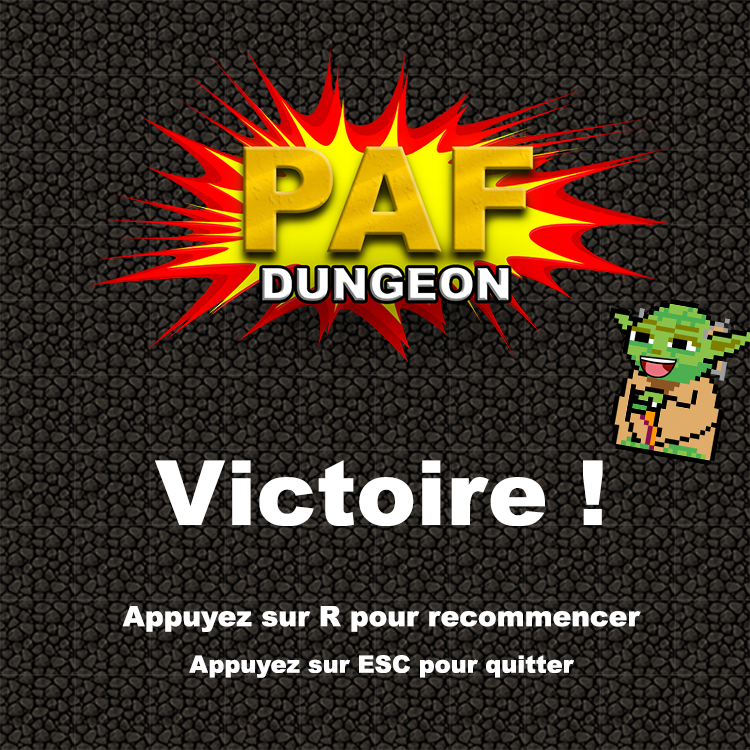 PAF
DUNGEON
Victoire !
Appuyez sur R pour recommencer
Appuyez sur ESC pour quitter